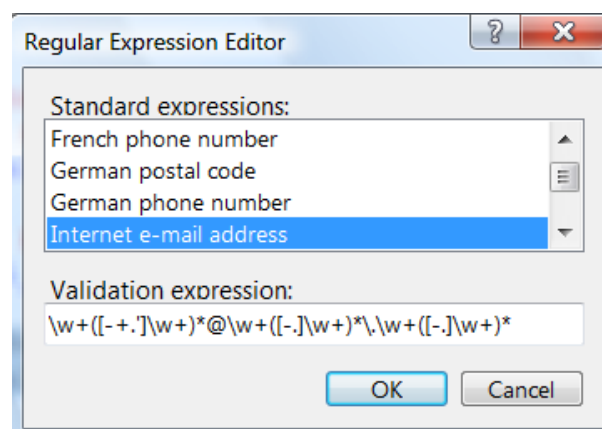 Regular Expression Editor
?
Standard expressions:
French phone number
German postal code
German phone number
Internet e-mail address
Validation expression:
\w+([-+.']\w+)*@\w+([-.]\w+)*\.\w+([-.]\w+)*
OK Cancel